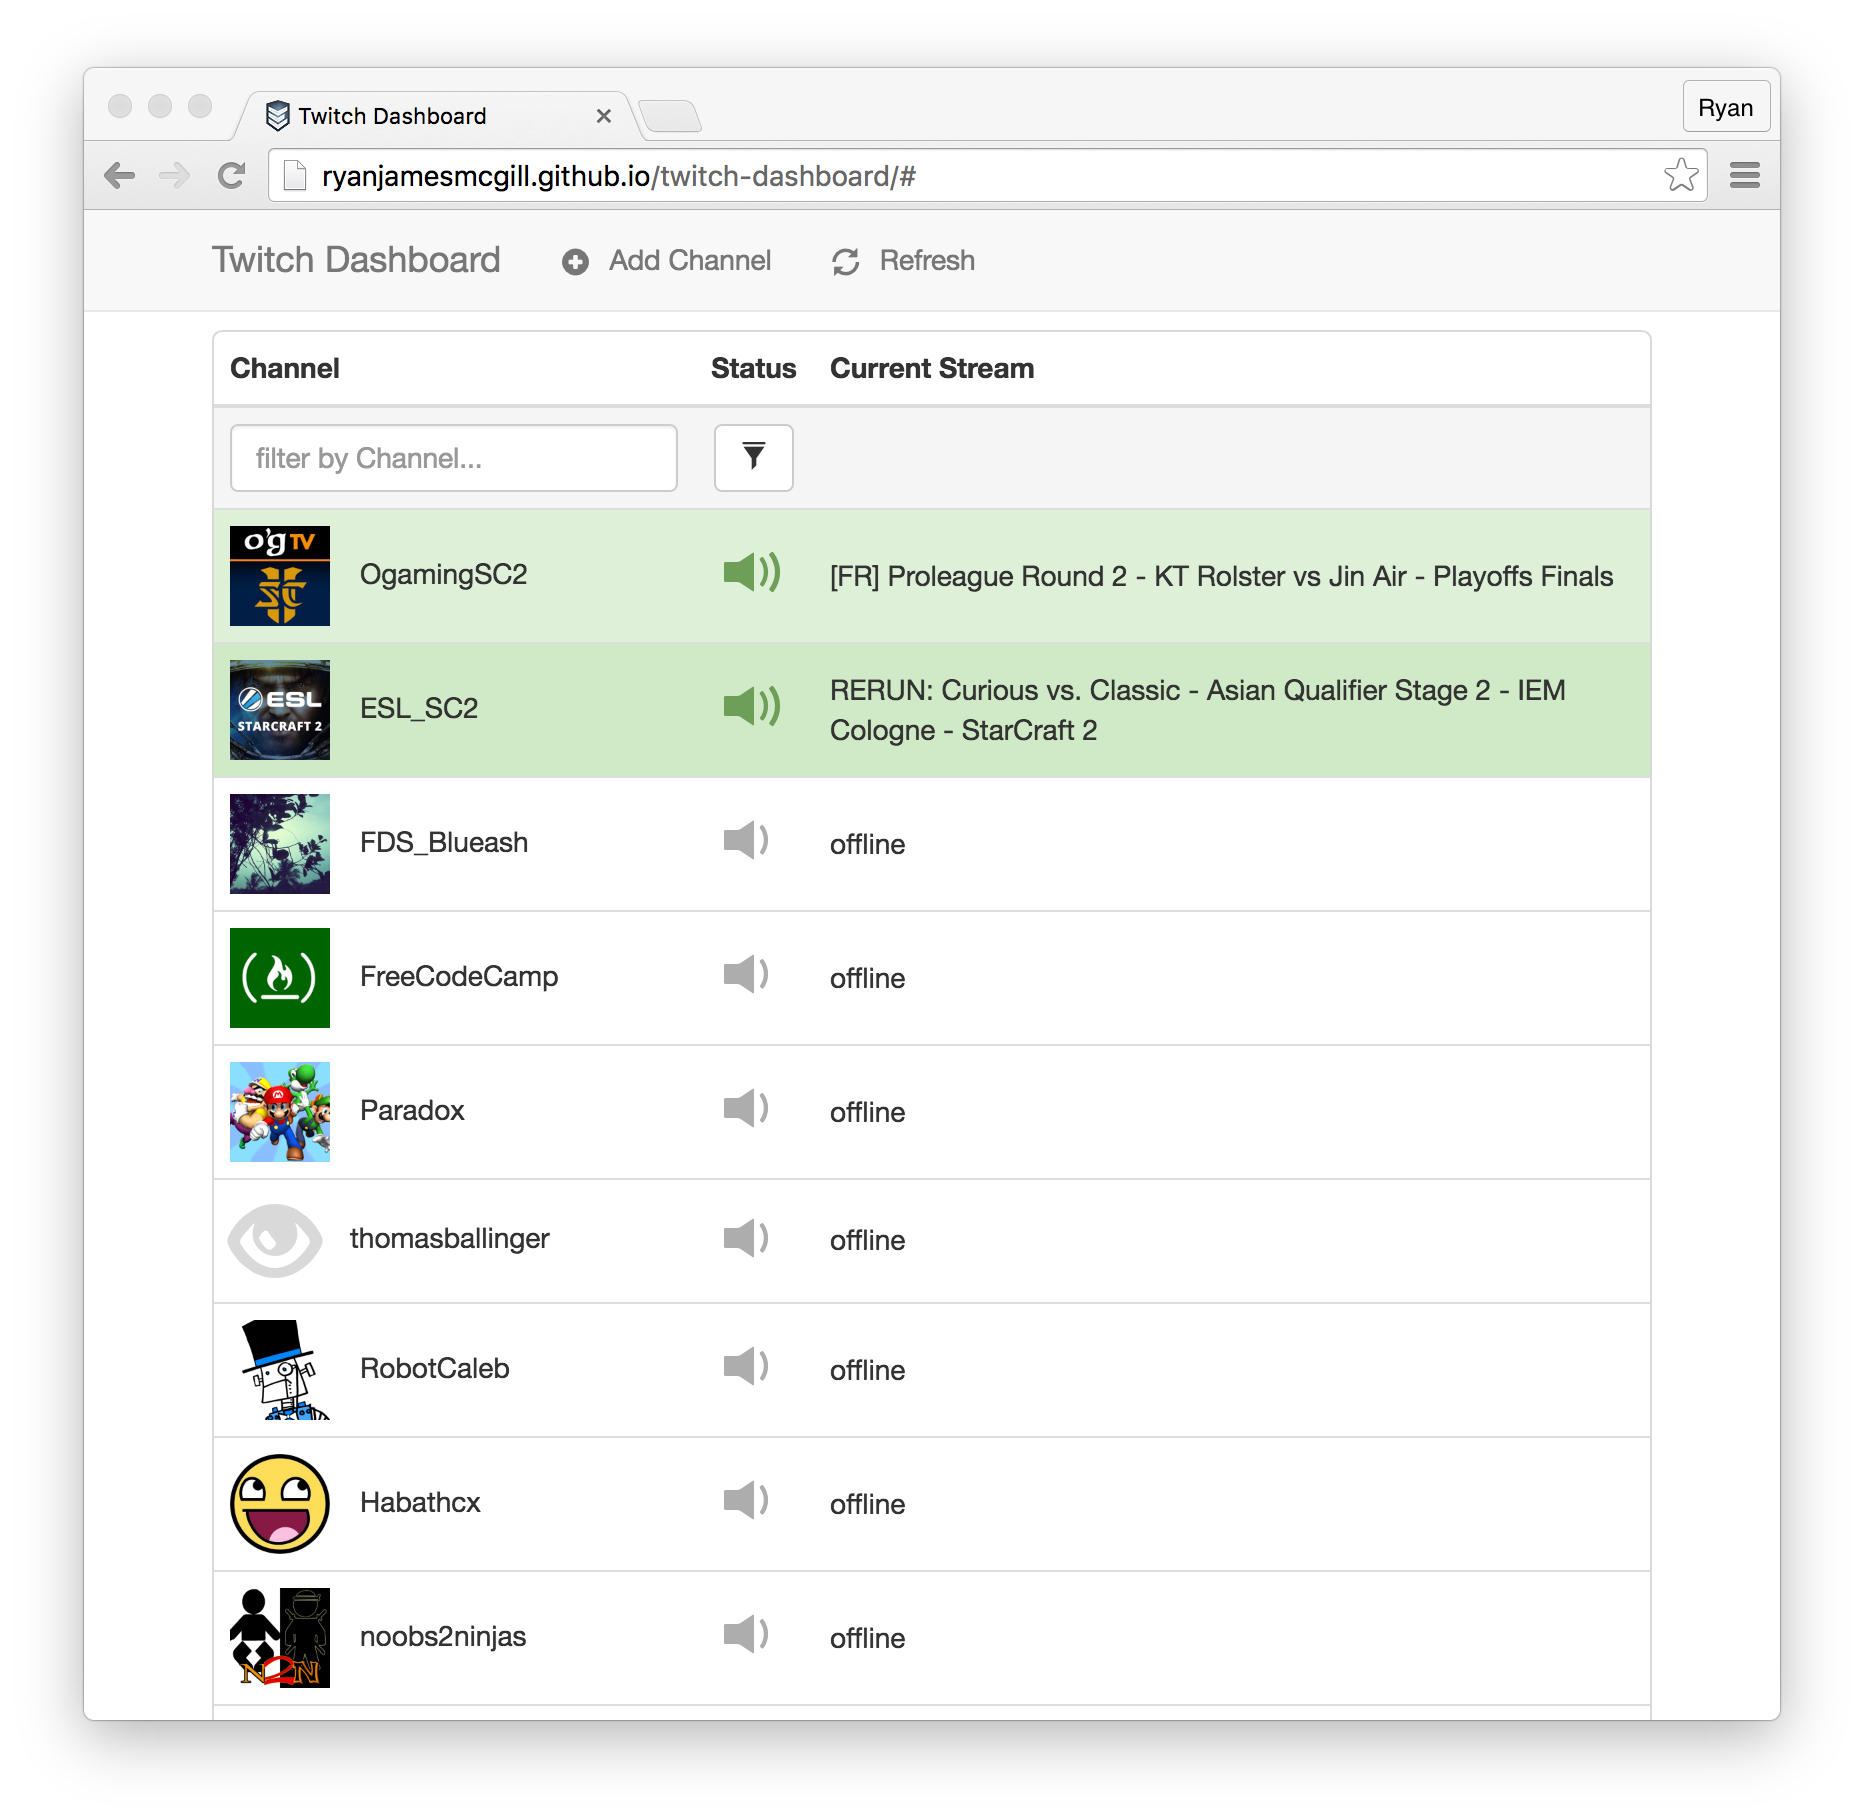 Twitch Dashboard
Ryan
ryanjamesmcgill.github.io/twitch-dashboard/#
Twitch Dashboard Add Channel Refresh
Channel Status Current Stream
filter by Channel...
o'g TV
SC
OgamingSC2
[FR] Proleague Round 2 - KT Rolster vs Jin Air - Playoffs Finals
ESL
STARCRAFT 2
ESL_SC2
RERUN: Curious vs. Classic - Asian Qualifier Stage 2 - IEM
Cologne - StarCraft 2
FDS_Blueash offline
FreeCodeCamp offline
M
Paradox offline
thomasballinger offline
RobotCaleb offline
Habathcx offline
N2N
noobs2ninjas offline